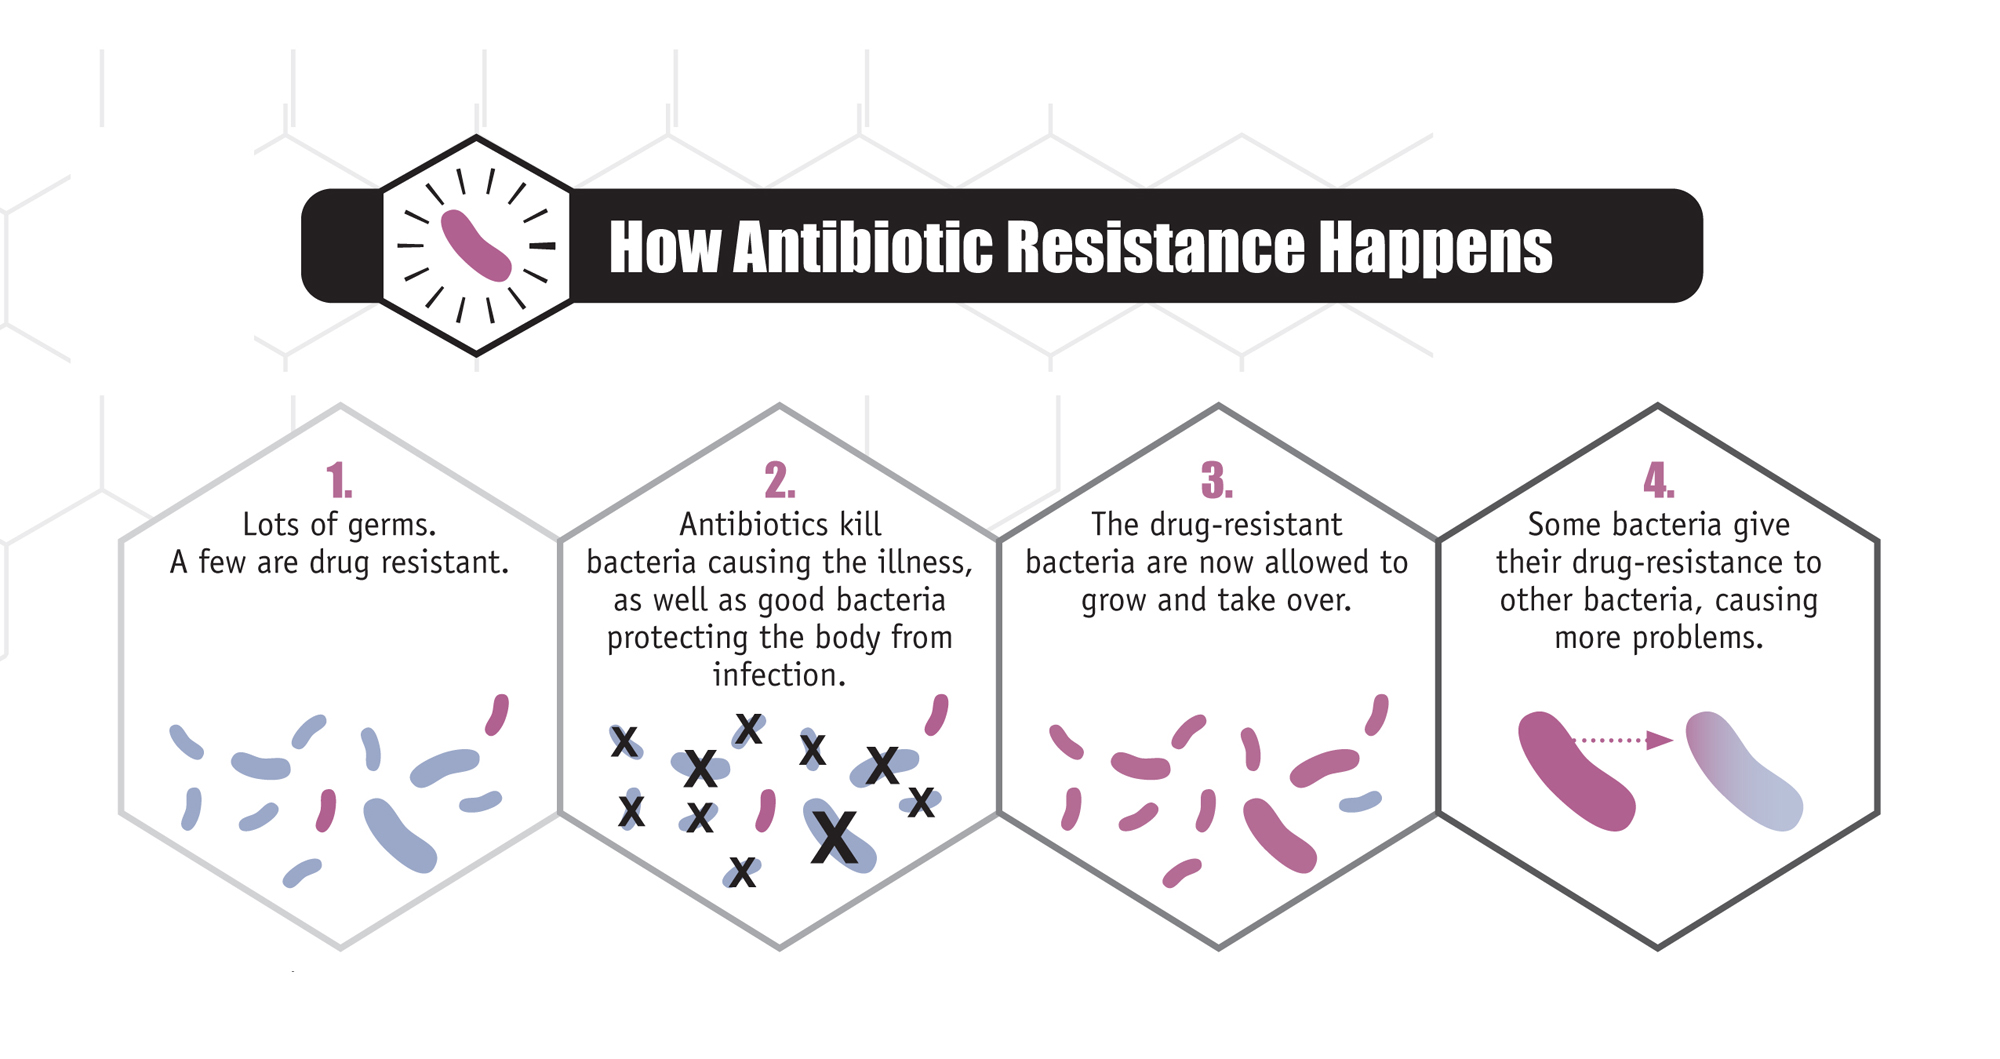 How Antibiotic Resistance Happens
1.
Lots of germs.
A few are drug resistant.
2.
Antibiotics kill
bacteria causing the illness,
as well as good bacteria
protecting the body from
infection.
X
X
X
X
X
X
X
X
X
X
3.
The drug-resistant
bacteria are now allowed to
grow and take over.
4.
Some bacteria give
their drug-resistance to
other bacteria, causing
more problems.